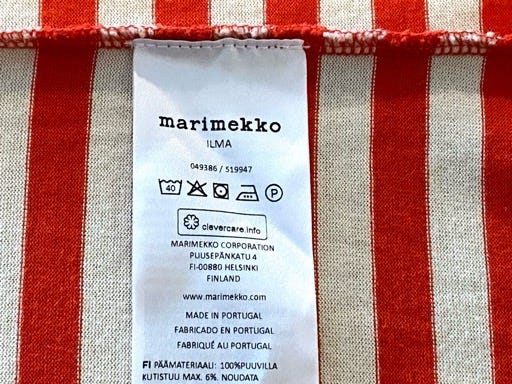 marimekko
ILMA
049386 / 519947
40 P
clevercare.info
MARIMEKKO CORPORATION
PUUSEPÄNKATU 4
FI-00880 HELSINKI
FINLAND
www.marimekko.com
MADE IN PORTUGAL
FABRICADO EN PORTUGAL
FABRIQUÉ AU PORTUGAL
FI PÄÄMATERIAALI: 100%PUUVILLA
KUTISTUU MAX. 6%. NOUDATA